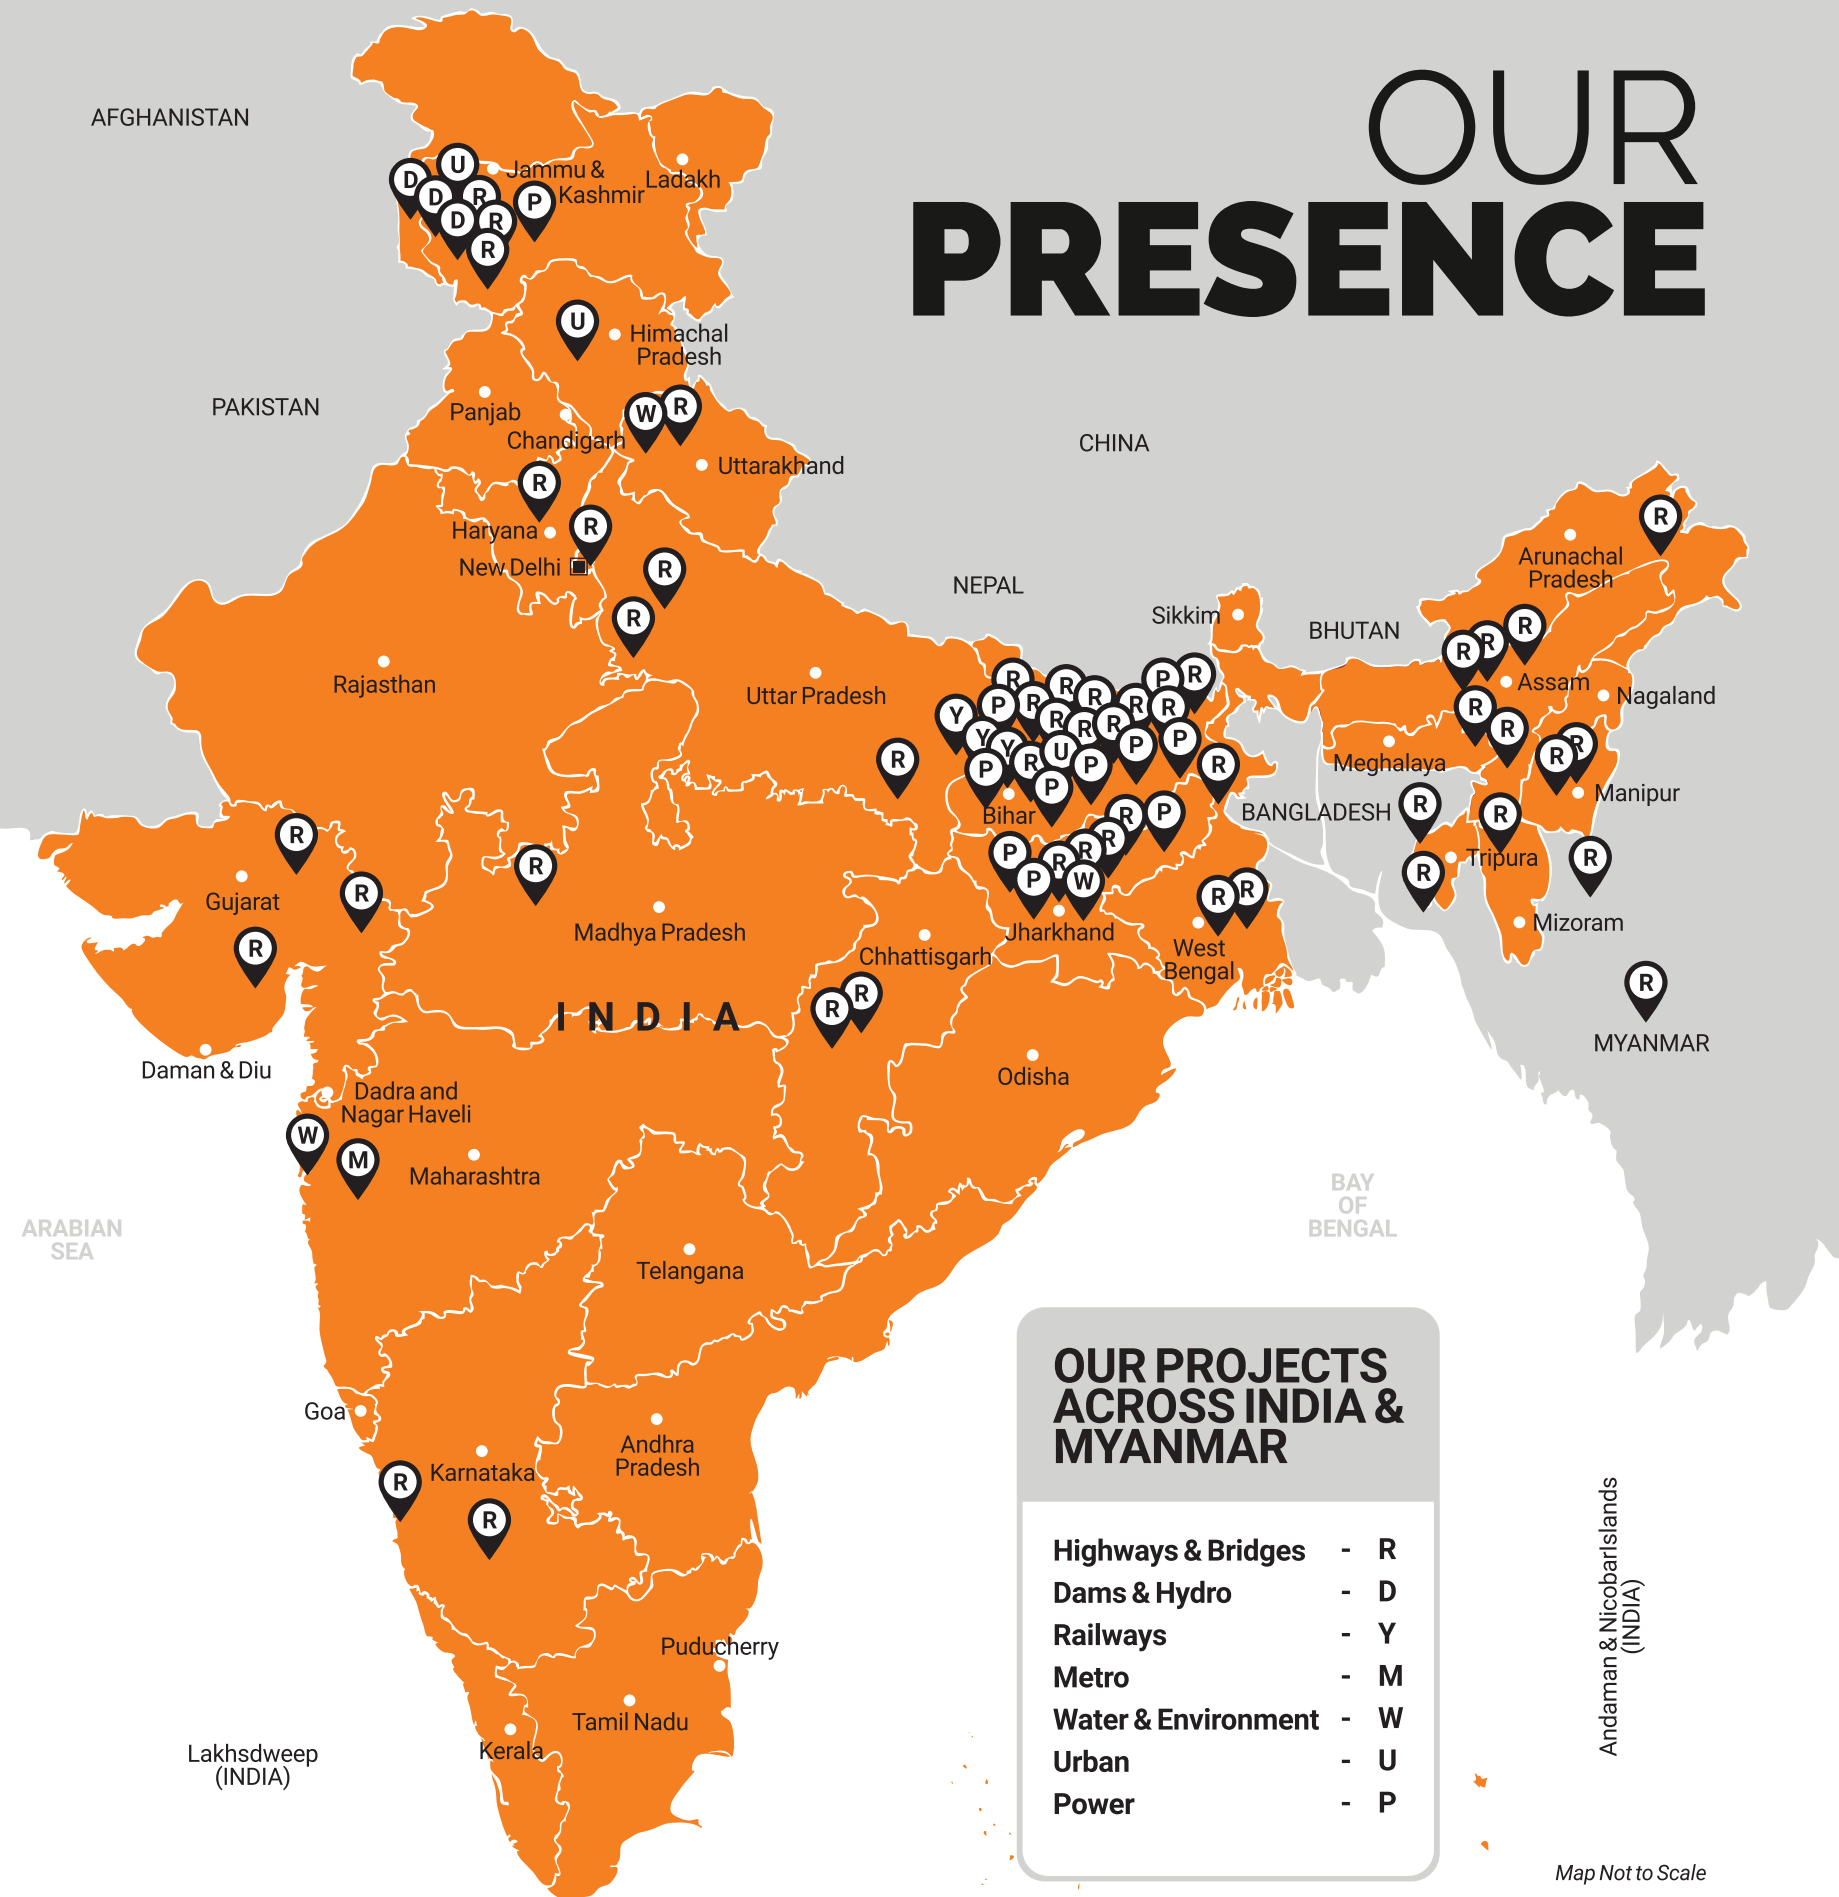 OUR
PRESENCE
AFGHANISTAN
U
D
Jammu &
Kashmir
Ladakh
D
R
P
D
R
R
U
Himachal
Pradesh
PAKISTAN
Panjab
W
R
Chandigarh
CHINA
Uttarakhand
R
Haryana
R
New Delhi
R
R
NEPAL
Sikkim
BHUTAN
R
Arunachal
Pradesh
R
R
R
Assam
Nagaland
Rajasthan
Uttar Pradesh
R
R
P
R
P
R
R
R
R
Y
R
R
R
Y
Y
U
P
P
P
R
P
P
R
R
Bihar
R
R
Meghalaya
R
R
Manipur
BANGLADESH
R
R
Tripura
R
R
Mizoram
R
MYANMAR
R
P
R
R
R
P
P
W
Jharkhand
R
R
West
Bengal
R
Gujarat
R
R
R
Madhya Pradesh
Chhattisgarh
R
R
INDIA
Daman & Diu
Dadra and
Nagar Haveli
Odisha
W
M
Maharashtra
ARABIAN
SEA
BAY
OF
BENGAL
Telangana
Goa
Andhra
Pradesh
R
Karnataka
R
Puducherry
Tamil Nadu
Kerala
Lakhsdweep
(INDIA)
OUR PROJECTS
ACROSS INDIA &
MYANMAR
Highways & Bridges - R
Dams & Hydro - D
Railways - Y
Metro - M
Water & Environment - W
Urban - U
Power - P
Andaman & NicobarIslands
(INDIA)
Map Not to Scale